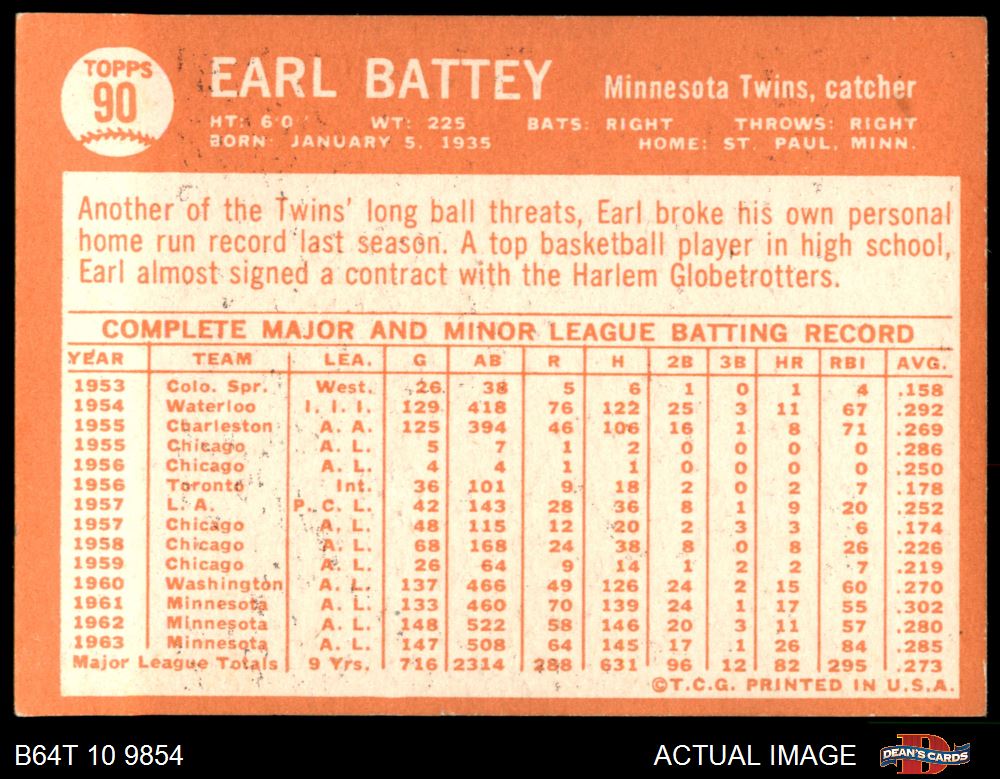 TOPPS
90
EARL BATTEY
Minnesota Twins, catcher
HT: 6'0 WT: 225 BATS: RIGHT THROWS: RIGHT
BORN: JANUARY 5, 1935 HOME: ST. PAUL, MINN.
Another of the Twins' long ball threats, Earl broke his own personal
home run record last season. A top basketball player in high school,
Earl almost signed a contract with the Harlem Globetrotters.
COMPLETE MAJOR AND MINOR LEAGUE BATTING RECORD
YEAR TEAM LEA. G AB R H 2B 3B HR RBI AVG.
1953 Colo. Spr. West. 26 38 5 6 1 0 1 4 .158
1954 Waterloo I. I. I. 129 418 76 122 25 3 11 67 .292
1955 Charleston A. A. 125 394 46 106 16 1 8 71 .269
1955 Chicago A. L. 5 7 1 2 0 0 0 0 .286
1956 Chicago A. L. 4 4 1 1 0 0 0 0 .250
1956 Toronto Int. 36 101 9 18 2 0 2 7 .178
1957 L. A. P. C. L. 42 143 28 36 8 1 9 20 .252
1957 Chicago A. L. 48 115 12 20 2 3 3 6 .174
1958 Chicago A. L. 68 168 24 38 8 0 8 26 .226
1959 Chicago A. L. 26 64 9 14 1 2 2 7 .219
1960 Washington A. L. 137 466 49 126 24 2 15 60 .270
1961 Minnesota A. L. 133 460 70 139 24 1 17 55 .302
1962 Minnesota A. L. 148 522 58 146 20 3 11 57 .280
1963 Minnesota A. L. 147 508 64 145 17 1 26 84 .285
Major League Totals 9 Yrs. 716 2314 288 631 96 12 82 295 .273
©T.C.G. PRINTED IN U.S.A.
B64T 10 9854
ACTUAL IMAGE
DEAN'S CARDS